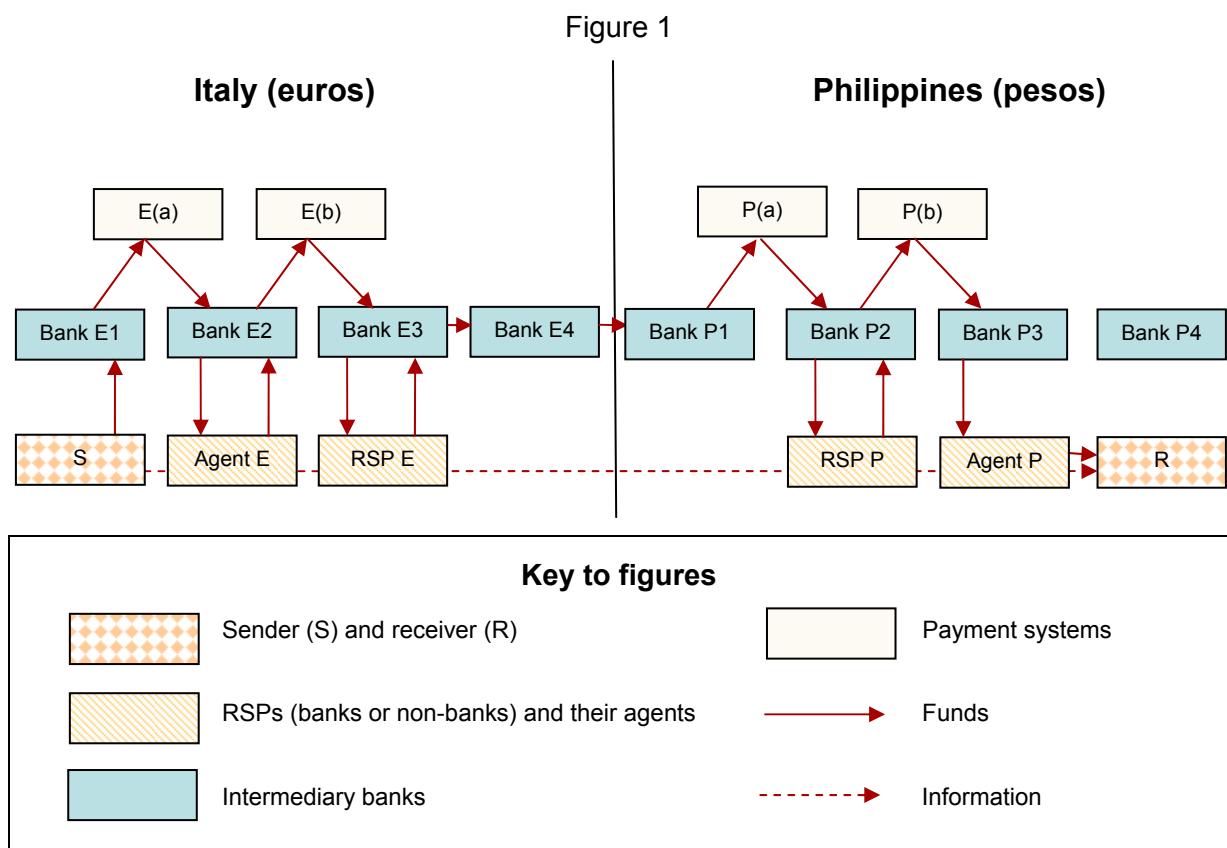 Figure 1
Italy (euros)
Philippines (pesos)
E(a)
E(b)
P(a)
P(b)
Bank E1
Bank E2
Bank E3
Bank E4
Bank P1
Bank P2
Bank P3
Bank P4
S
Agent E
RSP E
RSP P
Agent P
R
Key to figures
Sender (S) and receiver (R)
Payment systems
RSPs (banks or non-banks) and their agents
Funds
Intermediary banks
Information